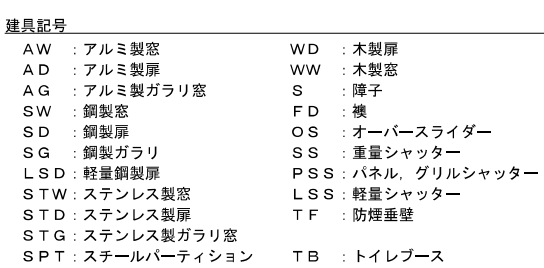 建具記号
ＡＷ ：アルミ製窓
ＡＤ ：アルミ製扉
ＡＧ ：アルミ製ガラリ窓
ＳＷ ：鋼製窓
ＳＤ ：鋼製扉
ＳＧ ：鋼製ガラリ
ＬＳＤ：軽量鋼製扉
ＳＴＷ：ステンレス製窓
ＳＴＤ：ステンレス製扉
ＳＴＧ：ステンレス製ガラリ窓
ＳＰＴ：スチールパーティション
ＷＤ ：木製扉
ＷＷ ：木製窓
Ｓ ：障子
ＦＤ ：襖
ＯＳ ：オーバースライダー
ＳＳ ：重量シャッター
ＰＳＳ：パネル，グリルシャッター
ＬＳＳ：軽量シャッター
ＴＦ ：防煙垂壁
ＴＢ ：トイレブース